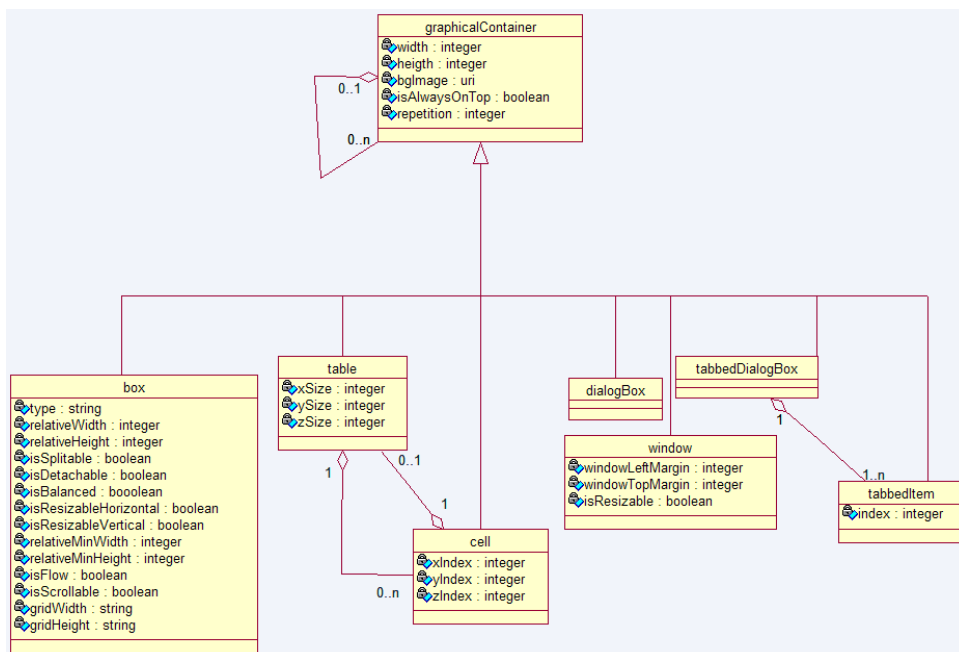 graphicalContainer
width : integer
heigth : integer
bgImage : uri
isAlwaysOnTop : boolean
repetition : integer
0..1
0..n
box
type : string
relativeWidth : integer
relativeHeight : integer
isSplitable : boolean
isDetachable : boolean
isBalanced : booolean
isResizableHorizontal : boolean
isResizableVertical : boolean
relativeMinWidth : integer
relativeMinHeight : integer
isFlow : boolean
isScrollable : boolean
gridWidth : string
gridHeight : string
table
xSize : integer
ySize : integer
zSize : integer
1
0..1
1
0..n
cell
xIndex : integer
yIndex : integer
zIndex : integer
dialogBox
window
windowLeftMargin : integer
windowTopMargin : integer
isResizable : boolean
tabbedDialogBox
1
1..n
tabbedItem
index : integer